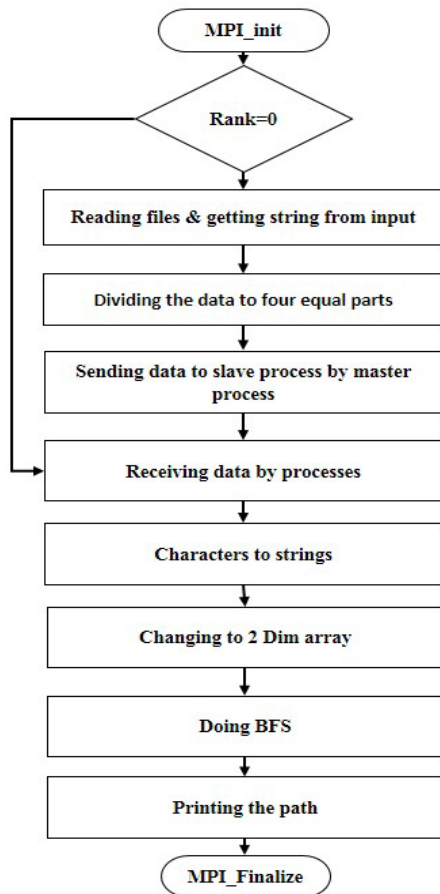 MPI_init
Rank=0
Reading files & getting string from input
Dividing the data to four equal parts
Sending data to slave process by master
process
Receiving data by processes
Characters to strings
Changing to 2 Dim array
Doing BFS
Printing the path
MPI_Finalize